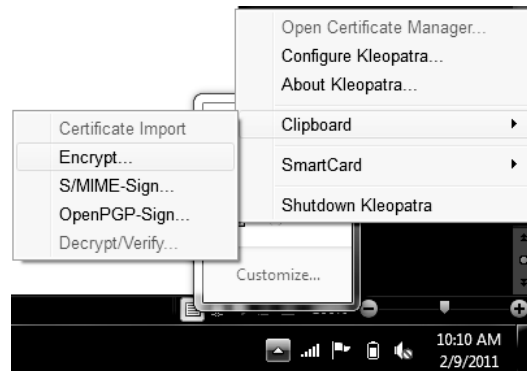 Open Certificate Manager...
Configure Kleopatra...
About Kleopatra...
Clipboard
SmartCard
Shutdown Kleopatra
Certificate Import
Encrypt...
S/MIME-Sign...
OpenPGP-Sign...
Decrypt/Verify...
Customize...
10:10 AM
2/9/2011